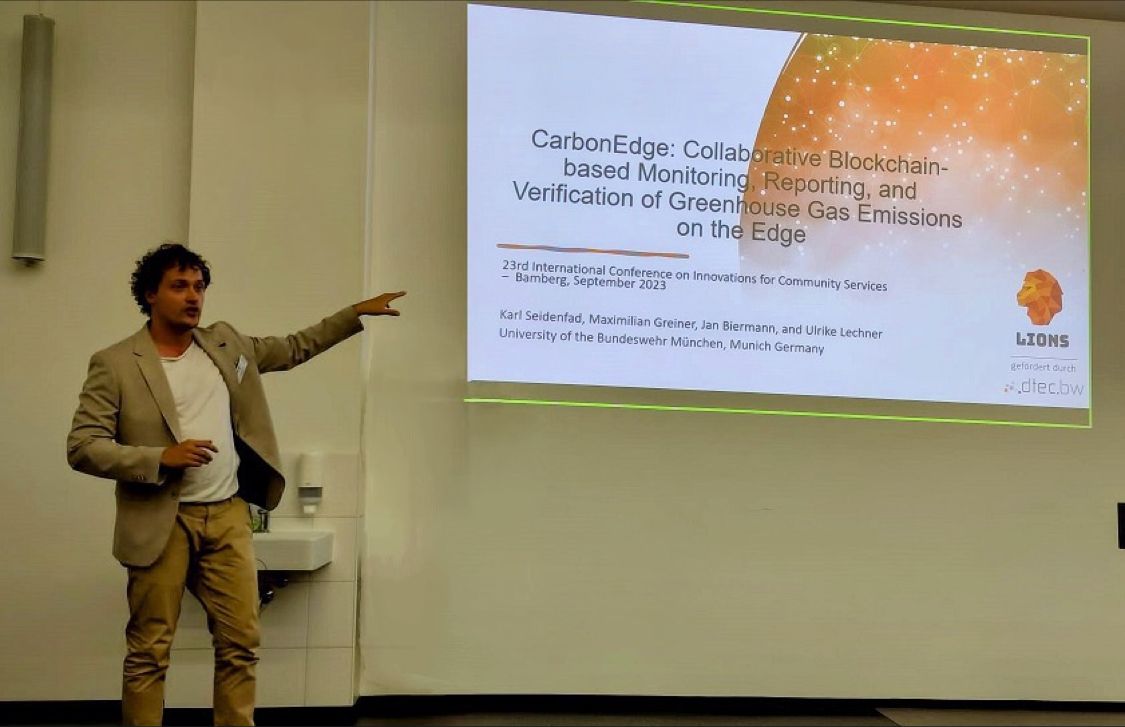 CarbonEdge: Collaborative Blockchain-
based Monitoring, Reporting, and
Verification of Greenhouse Gas Emissions
on the Edge
23rd International Conference on Innovations for Community Services
– Bamberg, September 2023
Karl Seidenfad, Maximilian Greiner, Jan Biermann, and Ulrike Lechner
University of the Bundeswehr München, Munich Germany
LIONS
gefördert durch
.dtec.bw